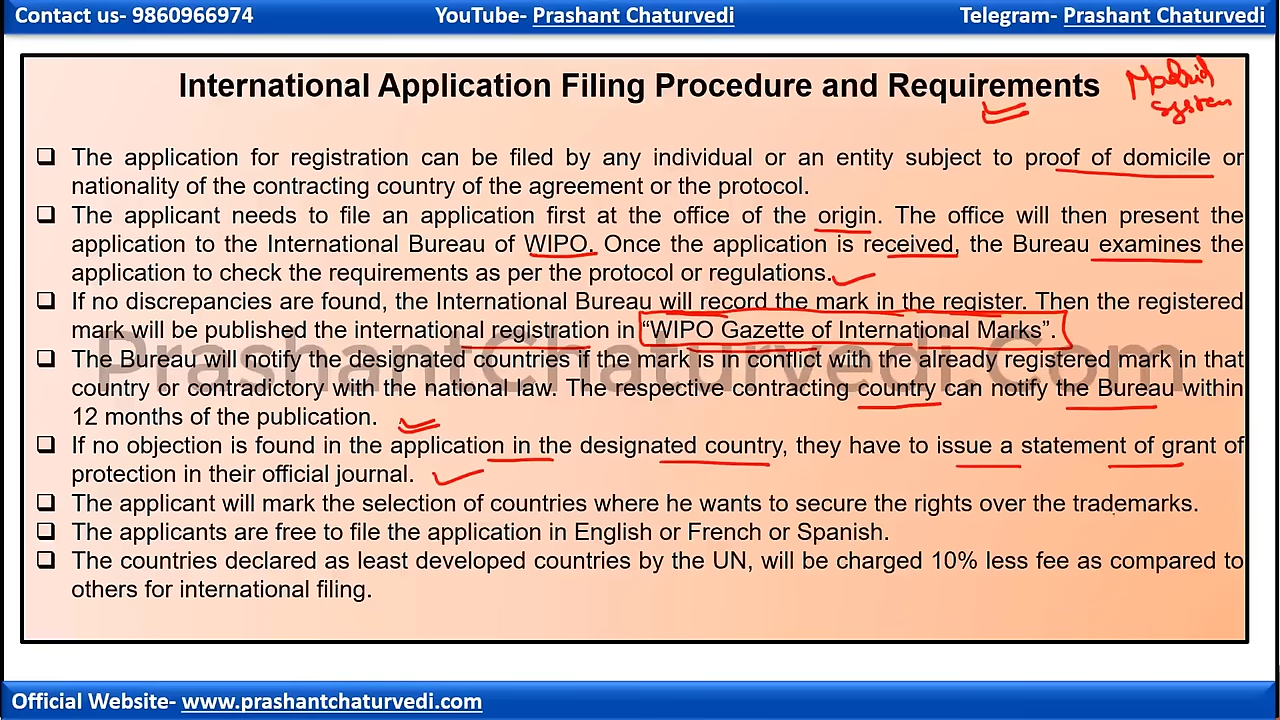 Contact us- 9860966974 YouTube- Prashant Chaturvedi Telegram- Prashant Chaturvedi
International Application Filing Procedure and Requirements
Madrid
system
❑ The application for registration can be filed by any individual or an entity subject to proof of domicile or
nationality of the contracting country of the agreement or the protocol.
❑ The applicant needs to file an application first at the office of the origin. The office will then present the
application to the International Bureau of WIPO. Once the application is received, the Bureau examines the
application to check the requirements as per the protocol or regulations.
❑ If no discrepancies are found, the International Bureau will record the mark in the register. Then the registered
mark will be published the international registration in “WIPO Gazette of International Marks”.
❑ The Bureau will notify the designated countries if the mark is in conflict with the already registered mark in that
country or contradictory with the national law. The respective contracting country can notify the Bureau within
12 months of the publication.
❑ If no objection is found in the application in the designated country, they have to issue a statement of grant of
protection in their official journal.
❑ The applicant will mark the selection of countries where he wants to secure the rights over the trademarks.
❑ The applicants are free to file the application in English or French or Spanish.
❑ The countries declared as least developed countries by the UN, will be charged 10% less fee as compared to
others for international filing.
PrashantChaturvedi.Com
Official Website- www.prashantchaturvedi.com